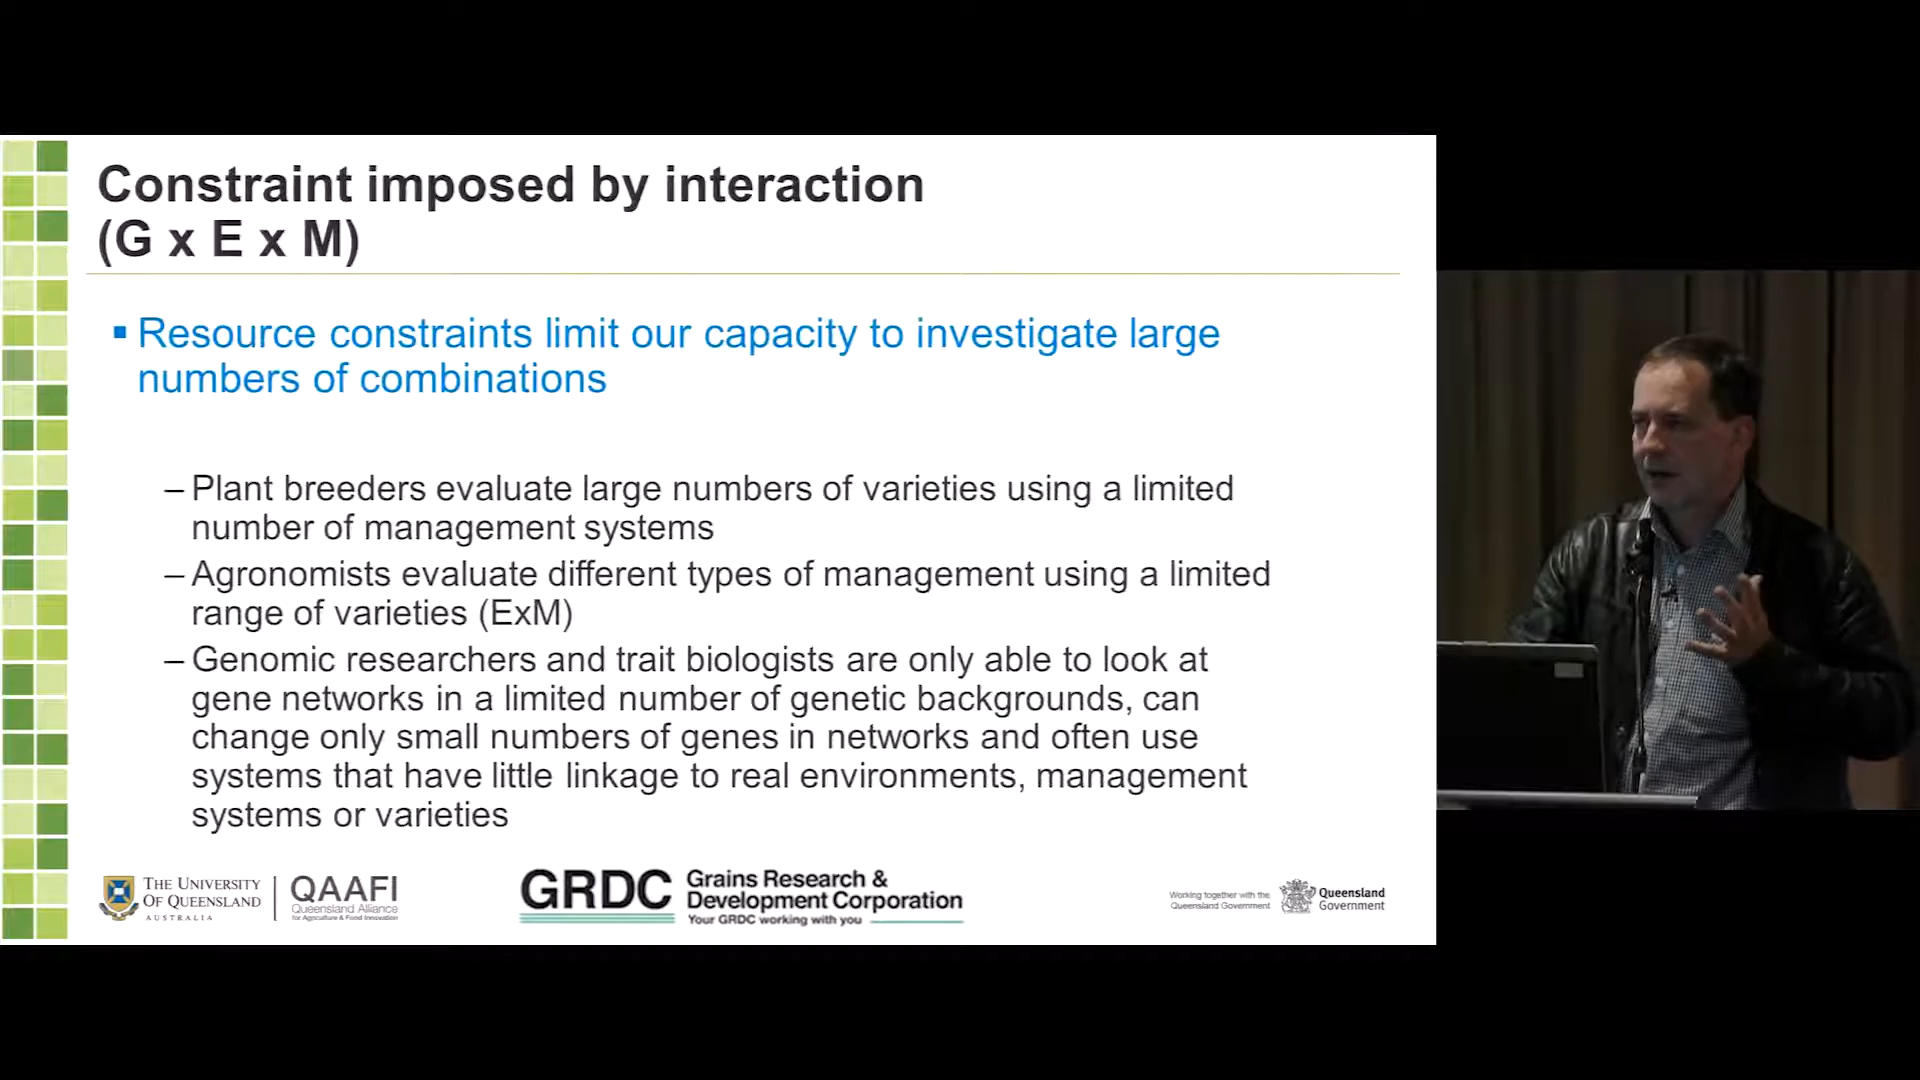 Constraint imposed by interaction
(G x E x M)
▪ Resource constraints limit our capacity to investigate large
numbers of combinations
– Plant breeders evaluate large numbers of varieties using a limited
number of management systems
– Agronomists evaluate different types of management using a limited
range of varieties (ExM)
– Genomic researchers and trait biologists are only able to look at
gene networks in a limited number of genetic backgrounds, can
change only small numbers of genes in networks and often use
systems that have little linkage to real environments, management
systems or varieties
THE UNIVERSITY
OF QUEENSLAND
AUSTRALIA
QAAFI
Queensland Alliance
for Agriculture & Food Innovation
GRDC
Grains Research &
Development Corporation
Your GRDC working with you
Working together with the
Queensland Government
Queensland
Government